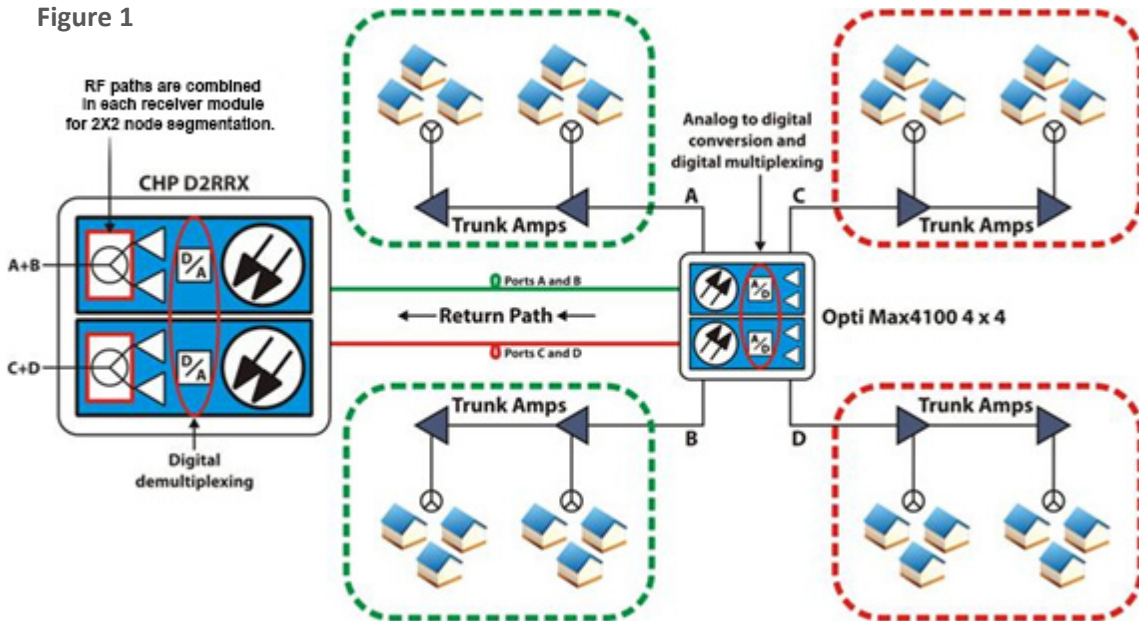 Figure 1
RF paths are combined
in each receiver module
for 2X2 node segmentation.
CHP D2RRX
A+B
D/A
C+D
D/A
Digital
demultiplexing
Trunk Amps
A
0 Ports A and B
Return Path
0 Ports C and D
Trunk Amps
B
Analog to digital
conversion and
digital multiplexing
C
Trunk Amps
A/D
A/D
Opti Max4100 4 x 4
D
Trunk Amps